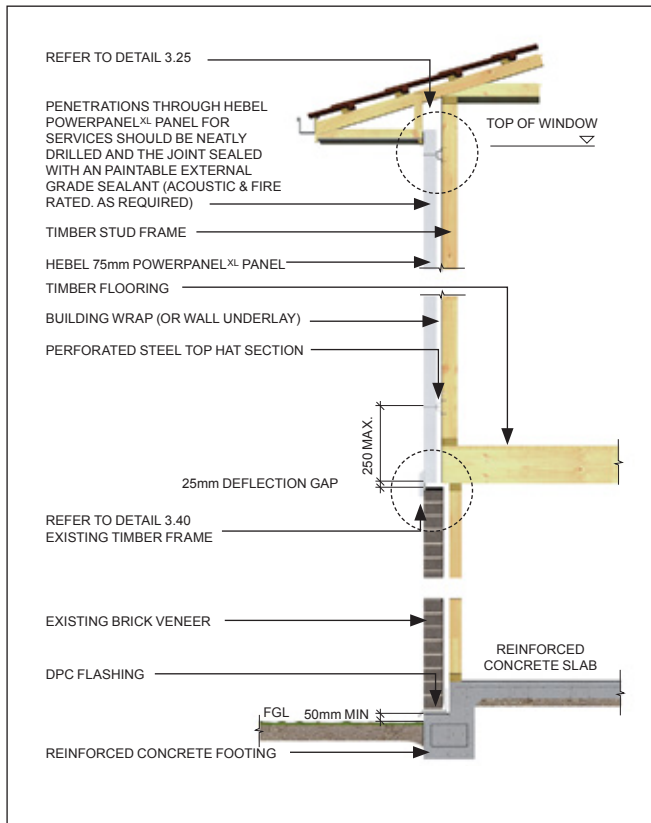 REFER TO DETAIL 3.25
PENETRATIONS THROUGH HEBEL
POWERPANELXL PANEL FOR
SERVICES SHOULD BE NEATLY
DRILLED AND THE JOINT SEALED
WITH AN PAINTABLE EXTERNAL
GRADE SEALANT (ACOUSTIC & FIRE
RATED. AS REQUIRED)
TOP OF WINDOW
TIMBER STUD FRAME
HEBEL 75mm POWERPANELXL PANEL
TIMBER FLOORING
BUILDING WRAP (OR WALL UNDERLAY)
PERFORATED STEEL TOP HAT SECTION
250 MAX.
25mm DEFLECTION GAP
REFER TO DETAIL 3.40
EXISTING TIMBER FRAME
EXISTING BRICK VENEER
REINFORCED
CONCRETE SLAB
DPC FLASHING
FGL
50mm MIN
REINFORCED CONCRETE FOOTING